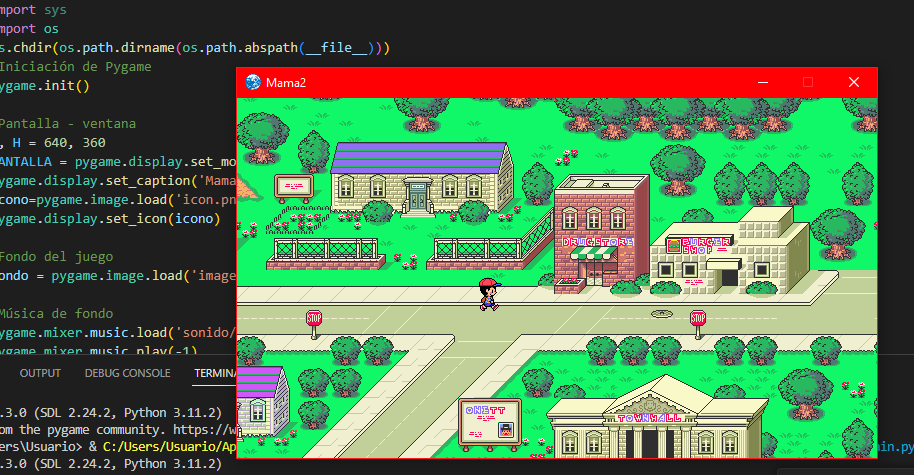 mport sys
mport os
s.chdir(os.path.dirname(os.path.abspath(__file__)))
Iniciación de Pygame
ygame.init()
Pantalla - ventana
, H = 640, 360
ANTALLA = pygame.display.set_mo
ygame.display.set_caption('Mama
cono=pygame.image.load('icon.pn
ygame.display.set_icon(icono)
Fondo del juego
ondo = pygame.image.load('image
Música de fondo
ygame.mixer.music.load('sonido/
ygame.mixer.music.play(-1)
Mama2
DRUGSTORE
BURGER
SHOP
STOP
STOP
ONETT
TOWNHALL
OUTPUT DEBUG CONSOLE TERMINA
.3.0 (SDL 2.24.2, Python 3.11.2)
om the pygame community. https://w
ers\Usuario> & C:/Users/Usuario/Ap
in.py
.3.0 (SDL 2.24.2, Python 3.11.2)